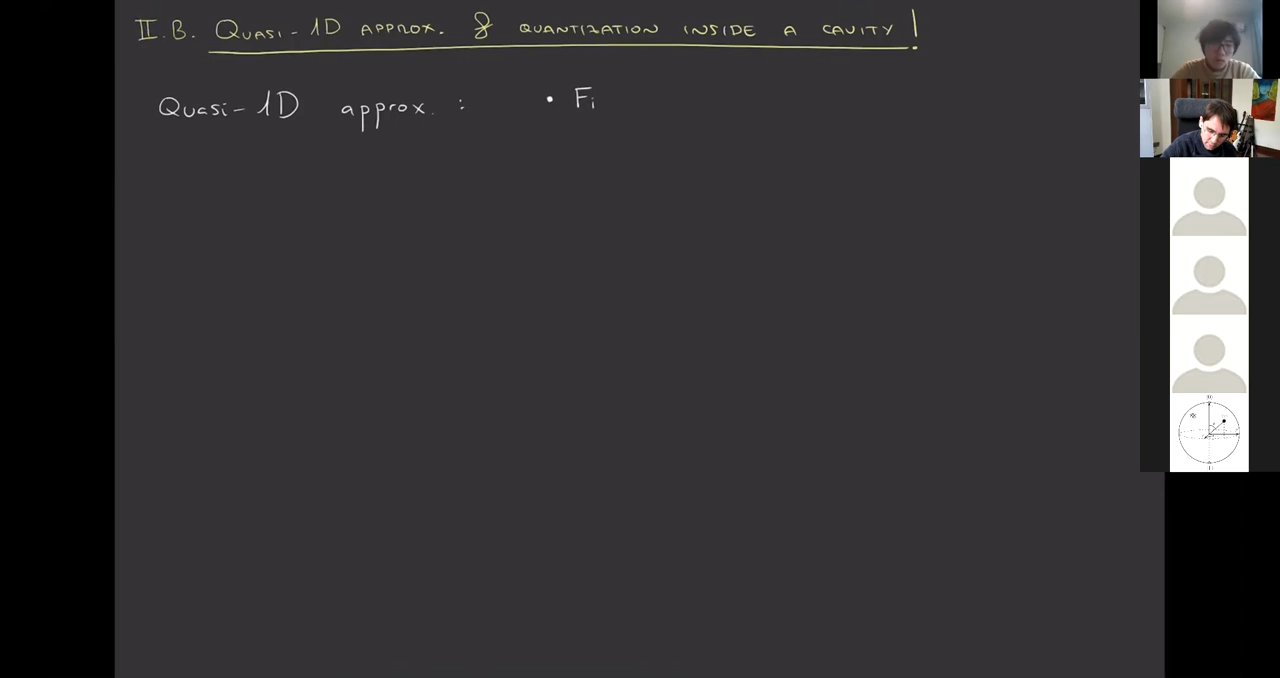 II.B. QUASI-1D APPROX. & QUANTIZATION INSIDE A CAVITY!
Quasi-1D approx. : • Fi